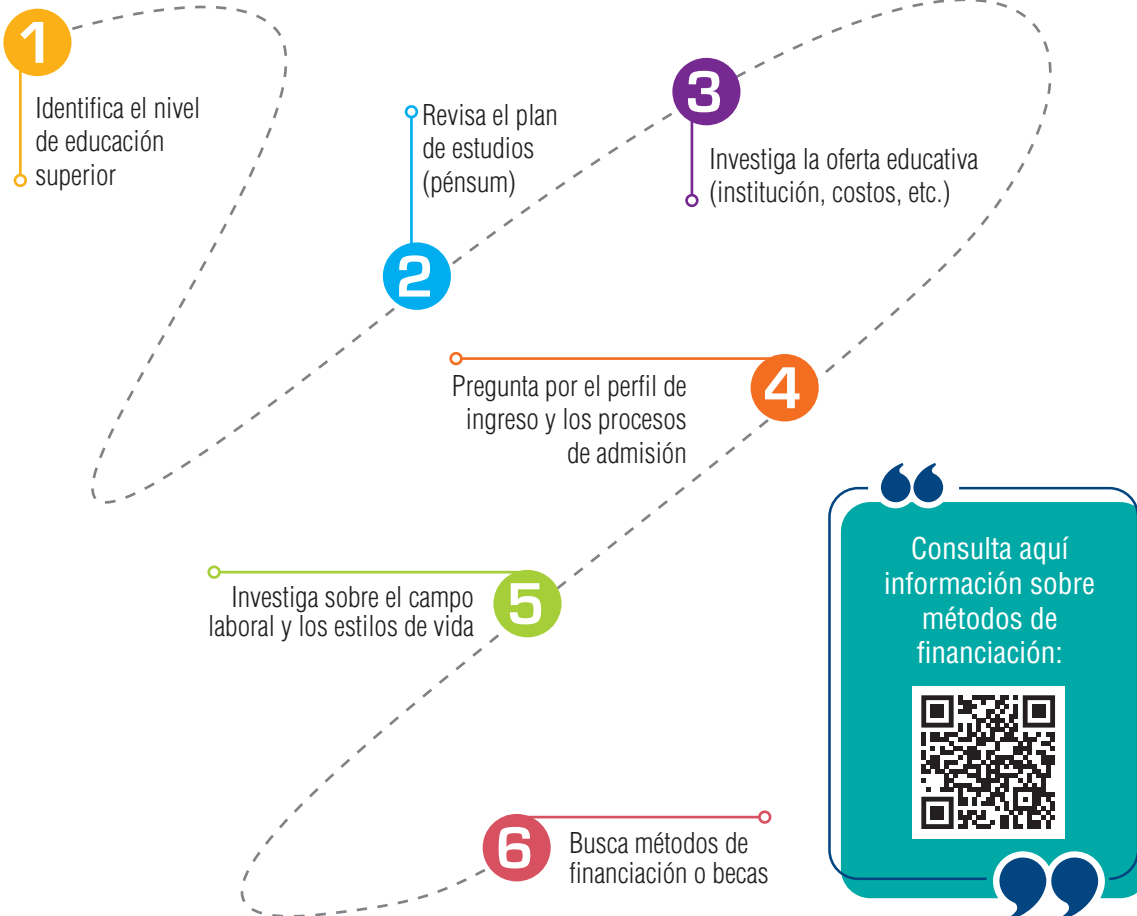 1
Identifica el nivel
de educación
superior
2
Revisa el plan
de estudios
(pénsum)
3
Investiga la oferta educativa
(institución, costos, etc.)
4
Pregunta por el perfil de
ingreso y los procesos
de admisión
5
Investiga sobre el campo
laboral y los estilos de vida
6
Busca métodos de
financiación o becas
Consulta aquí
información sobre
métodos de
financiación: